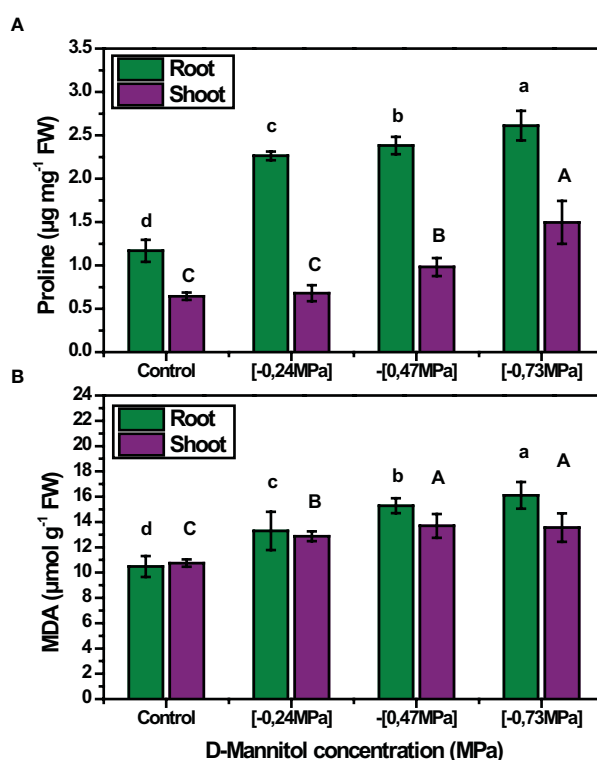 A
3.5
3.0
2.5
2.0
1.5
1.0
0.5
0.0
Proline (µg mg⁻¹ FW)
Root
Shoot
d
C
c
C
b
B
a
A
Control
[-0,24MPa]
-[0,47MPa]
[-0,73MPa]
B
24
22
20
18
16
14
12
10
8
6
4
2
0
MDA (µmol g⁻¹ FW)
Root
Shoot
d
C
c
B
b
A
a
A
Control
[-0,24MPa]
-[0,47MPa]
[-0,73MPa]
D-Mannitol concentration (MPa)